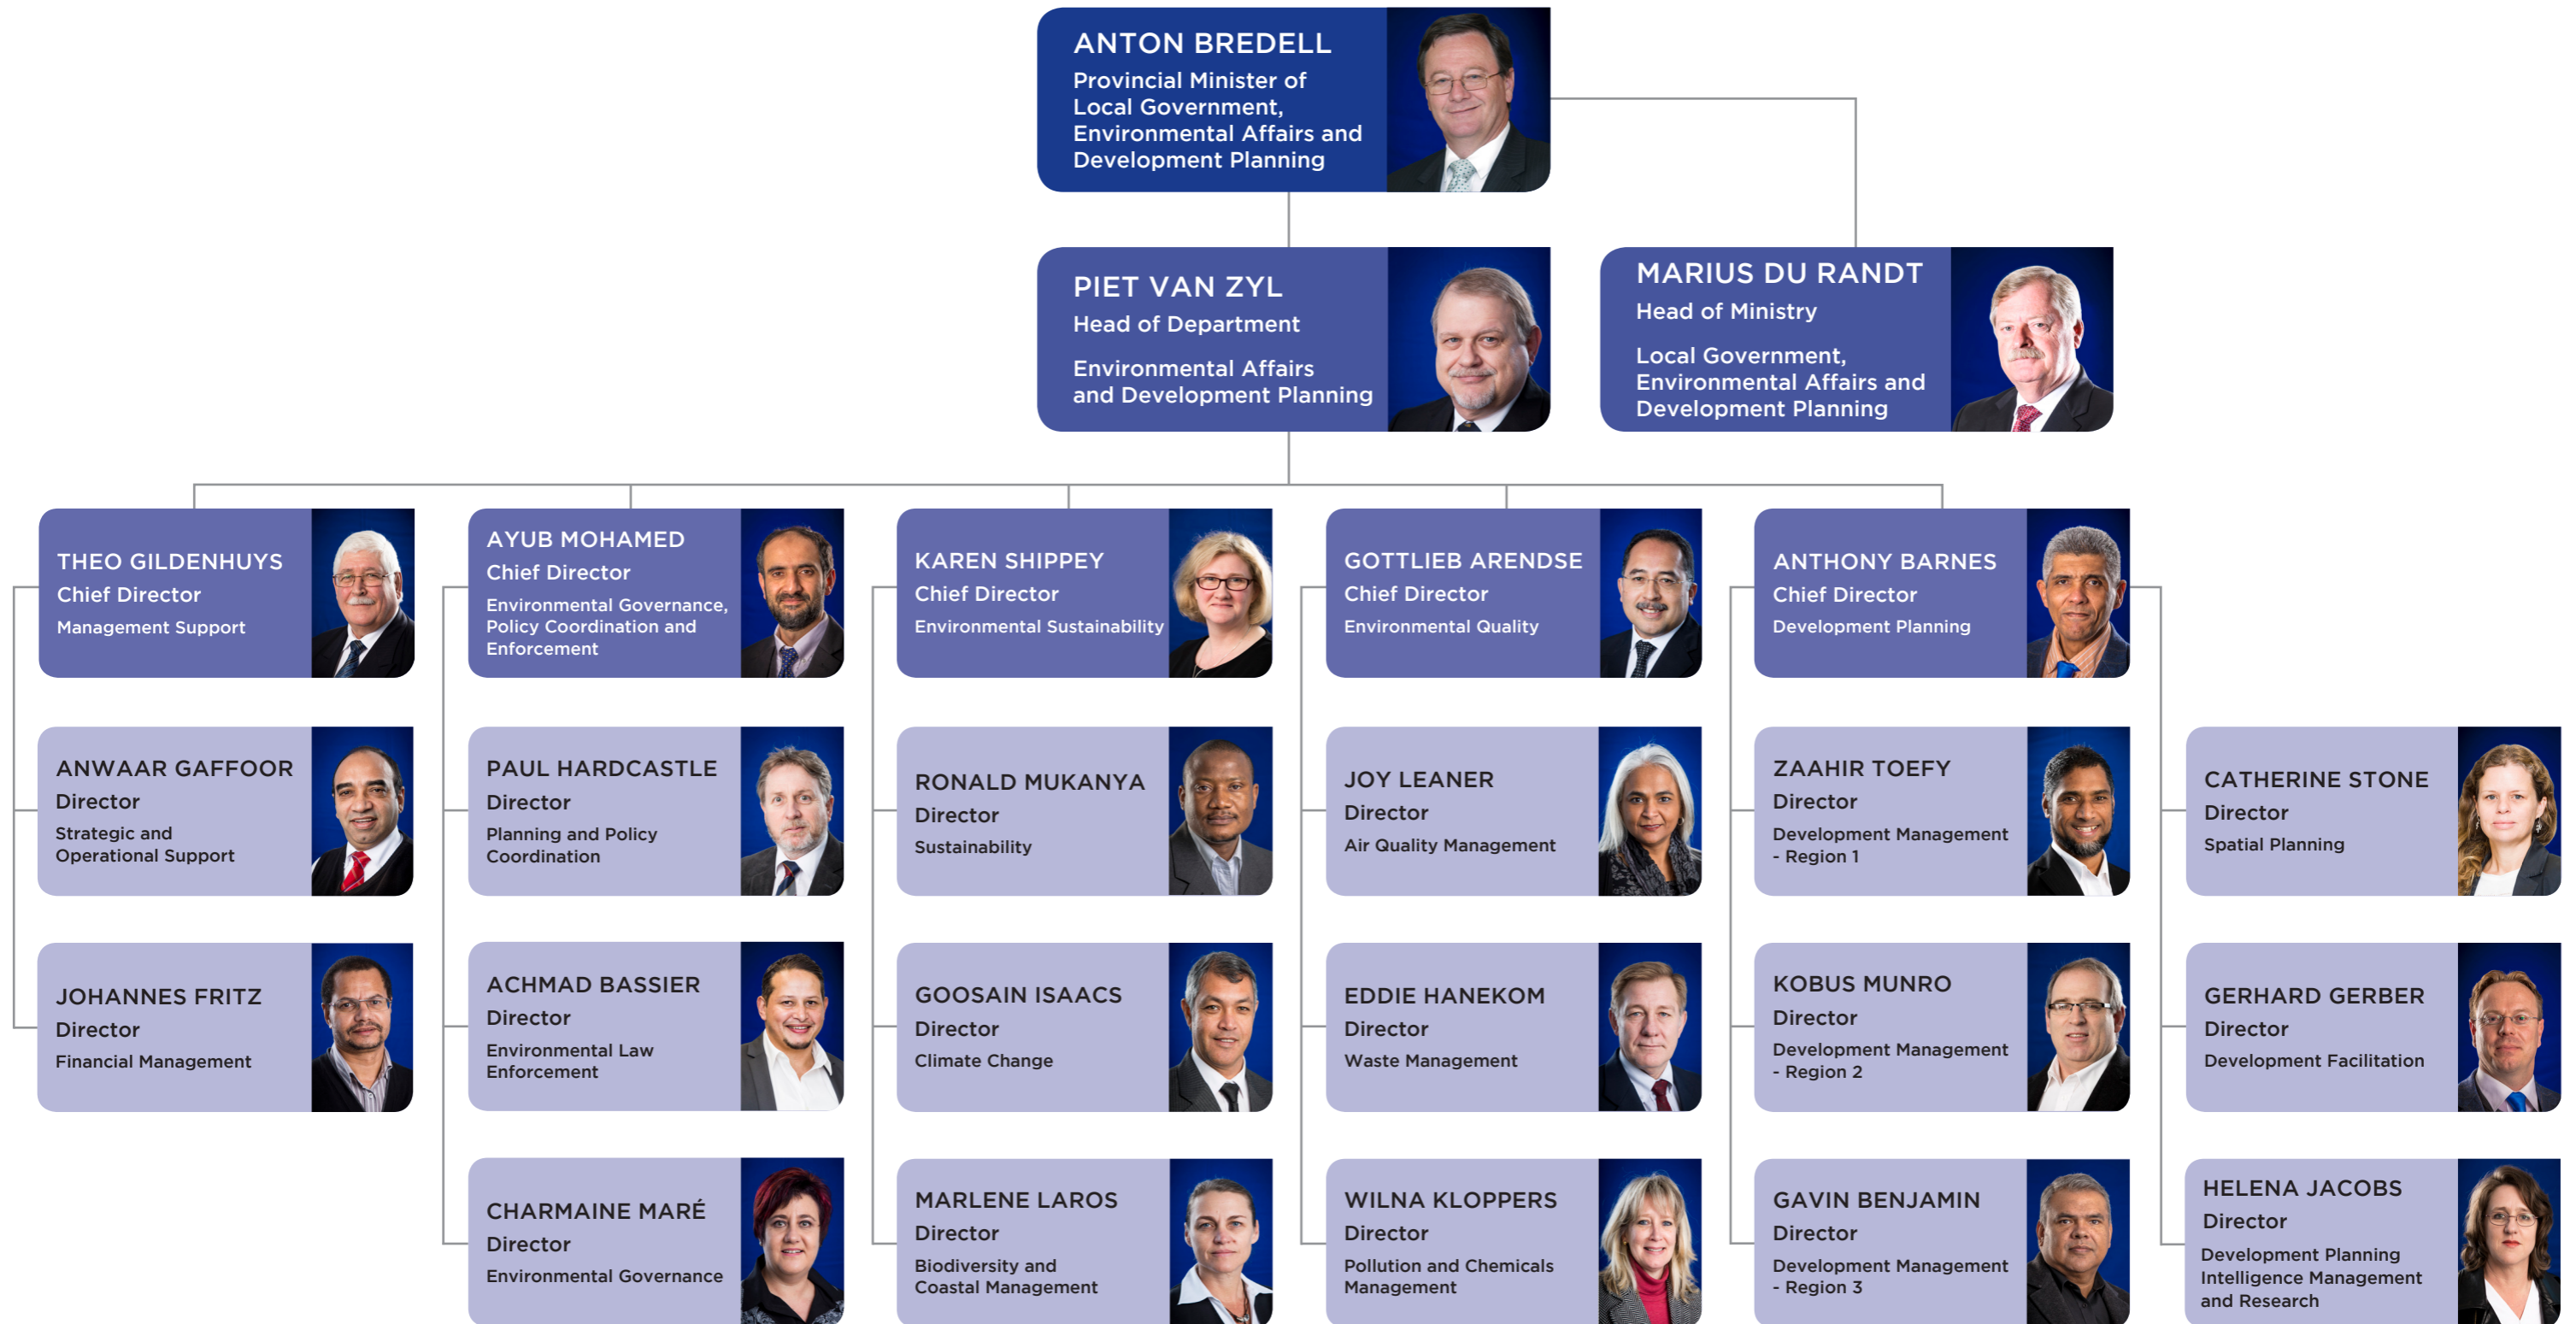 ANTON BREDELL
Provincial Minister of
Local Government,
Environmental Affairs and
Development Planning
PIET VAN ZYL
Head of Department
Environmental Affairs
and Development Planning
MARIUS DU RANDT
Head of Ministry
Local Government,
Environmental Affairs and
Development Planning
THEO GILDENHUYS
Chief Director
Management Support
AYUB MOHAMED
Chief Director
Environmental Governance,
Policy Coordination and
Enforcement
KAREN SHIPPEY
Chief Director
Environmental Sustainability
GOTTLIEB ARENDSE
Chief Director
Environmental Quality
ANTHONY BARNES
Chief Director
Development Planning
ANWAAR GAFFOOR
Director
Strategic and
Operational Support
PAUL HARDCASTLE
Director
Planning and Policy
Coordination
RONALD MUKANYA
Director
Sustainability
JOY LEANER
Director
Air Quality Management
ZAAHIR TOEFY
Director
Development Management
- Region 1
CATHERINE STONE
Director
Spatial Planning
JOHANNES FRITZ
Director
Financial Management
ACHMAD BASSIER
Director
Environmental Law
Enforcement
GOOSAIN ISAACS
Director
Climate Change
EDDIE HANEKOM
Director
Waste Management
KOBUS MUNRO
Director
Development Management
- Region 2
GERHARD GERBER
Director
Development Facilitation
CHARMAINE MARÉ
Director
Environmental Governance
MARLENE LAROS
Director
Biodiversity and
Coastal Management
WILNA KLOPPERS
Director
Pollution and Chemicals
Management
GAVIN BENJAMIN
Director
Development Management
- Region 3
HELENA JACOBS
Director
Development Planning
Intelligence Management
and Research